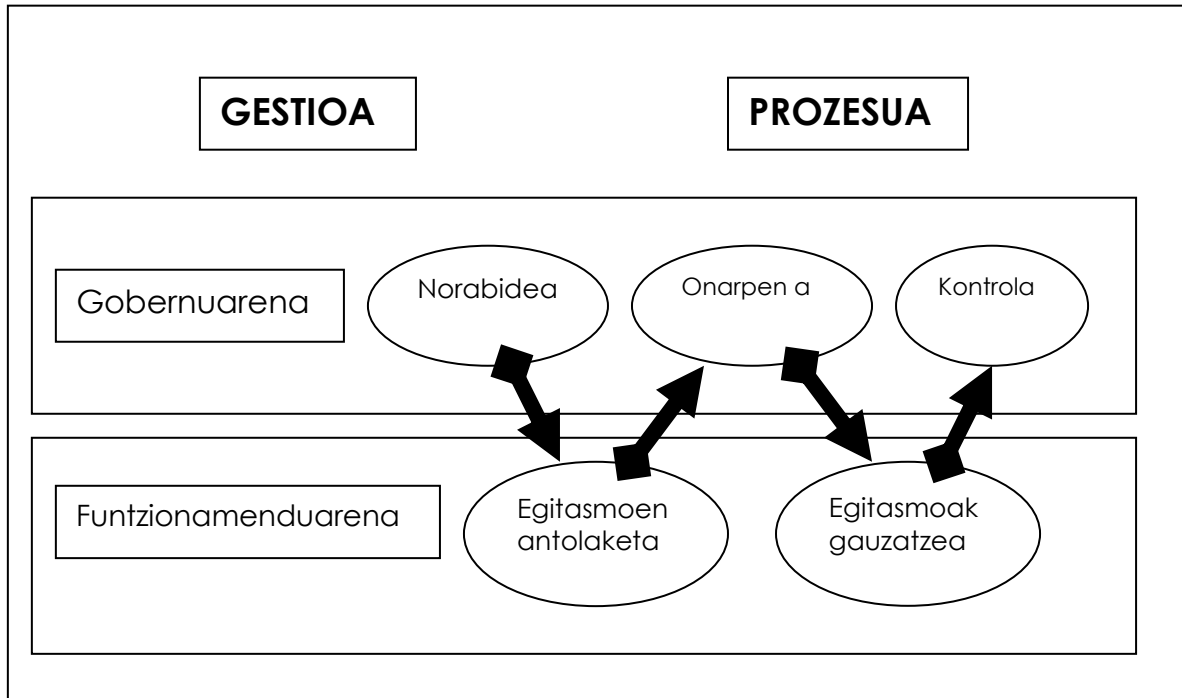 GESTIOA
PROZESUA
Gobernuarena
Norabidea
Onarpen a
Kontrola
Funtzionamenduarena
Egitasmoen
antolaketa
Egitasmoak
gauzatzea